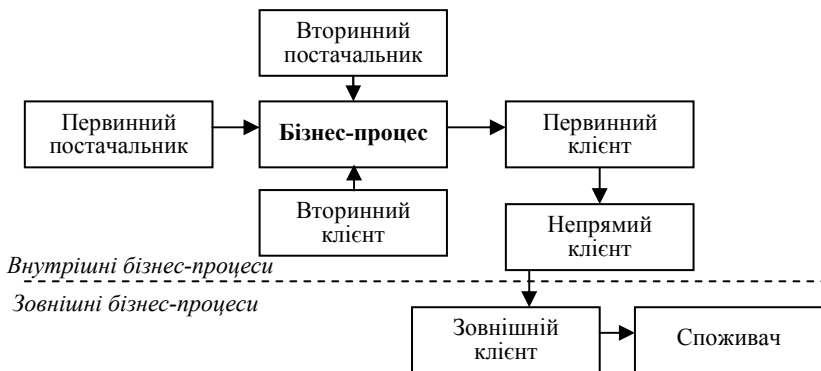 Вторинний
постачальник
Первинний
постачальник
Бізнес-процес
Первинний
клієнт
Вторинний
клієнт
Непрямий
клієнт
Внутрішні бізнес-процеси
Зовнішні бізнес-процеси
Зовнішній
клієнт
Споживач